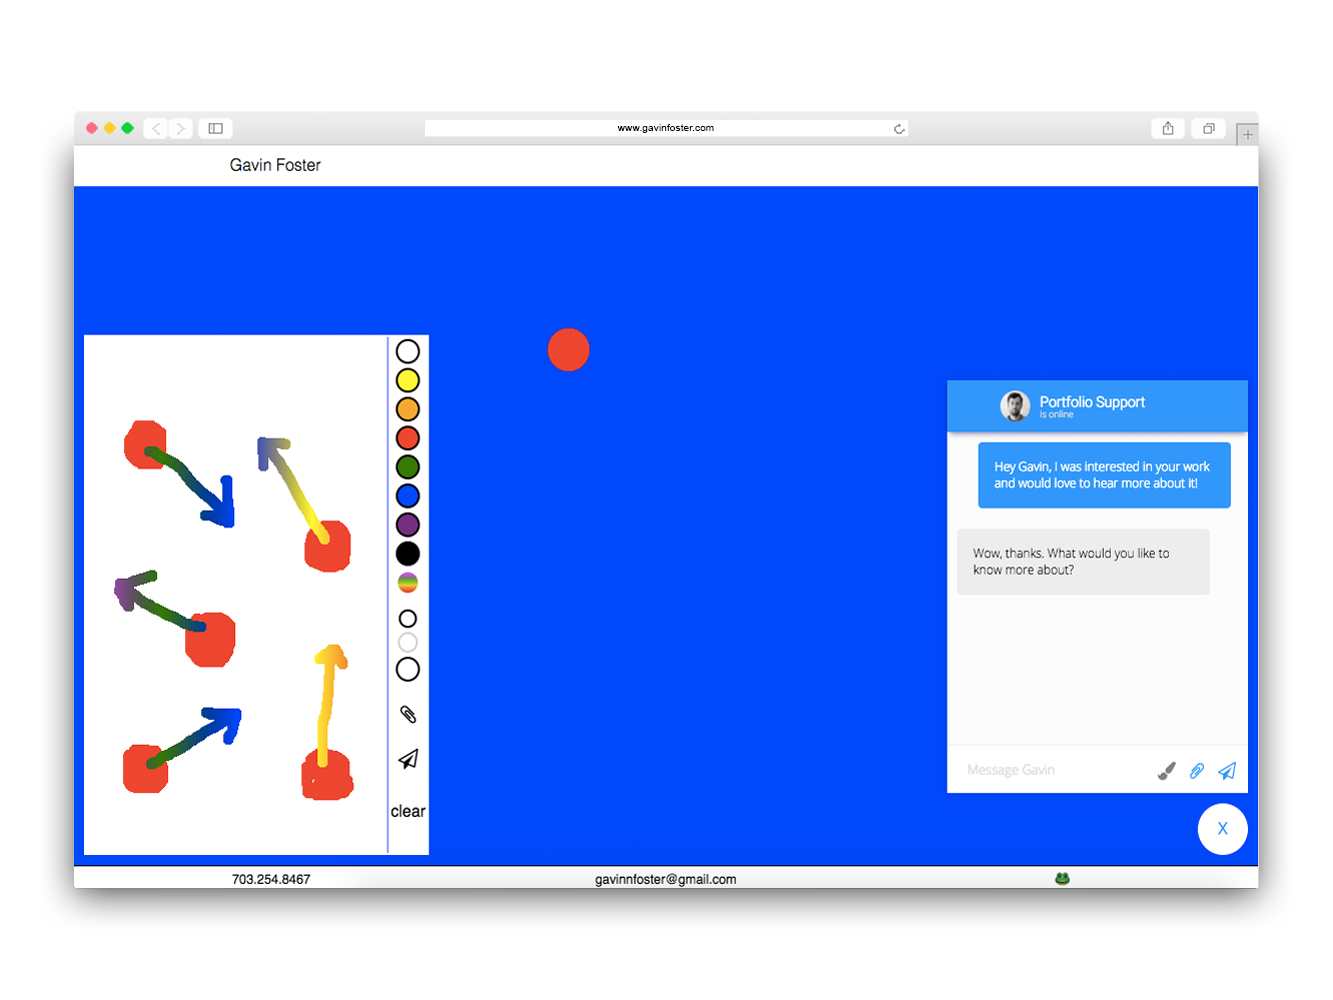 www.gavinfoster.com
Gavin Foster
clear
Portfolio Support
is online
Hey Gavin, I was interested in your work
and would love to hear more about it!
Wow, thanks. What would you like to
know more about?
Message Gavin
X
703.254.8467
gavinnfoster@gmail.com